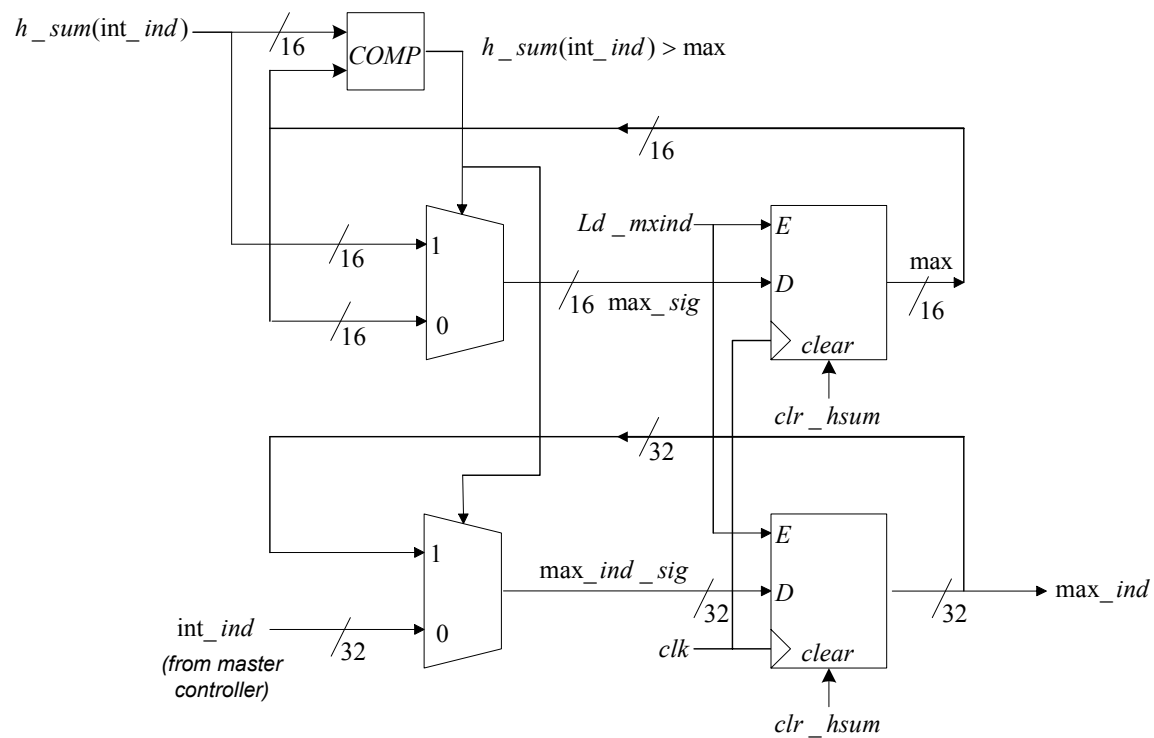 h_sum(int_ind)
16
COMP
h_sum(int_ind) > max
16
Ld_mxind
E
1
16
16
max_sig
D
max
16
0
16
clear
clr_hsum
32
E
1
max_ind_sig
32
D
32
max_ind
int_ind
32
0
(from master
controller)
clk
clear
clr_hsum